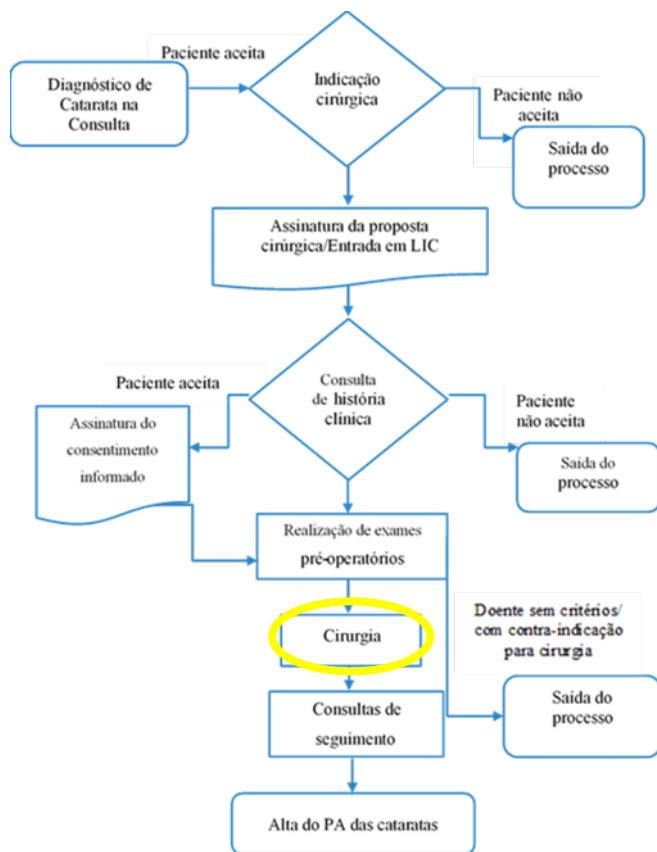 Paciente aceita
Diagnóstico de
Catarata na
Consulta
Indicação
cirúrgica
Paciente não
aceita
Saída do
processo
Assinatura da proposta
cirúrgica/Entrada em LIC
Paciente aceita
Consulta
de história
clínica
Paciente
não aceita
Assinatura do
consentimento
informado
Saída do
processo
Realização de exames
pré-operatórios
Doente sem critérios/
com contra-indicação
para cirurgia
Cirurgia
Saída do
processo
Consultas de
seguimento
Alta do PA das cataratas